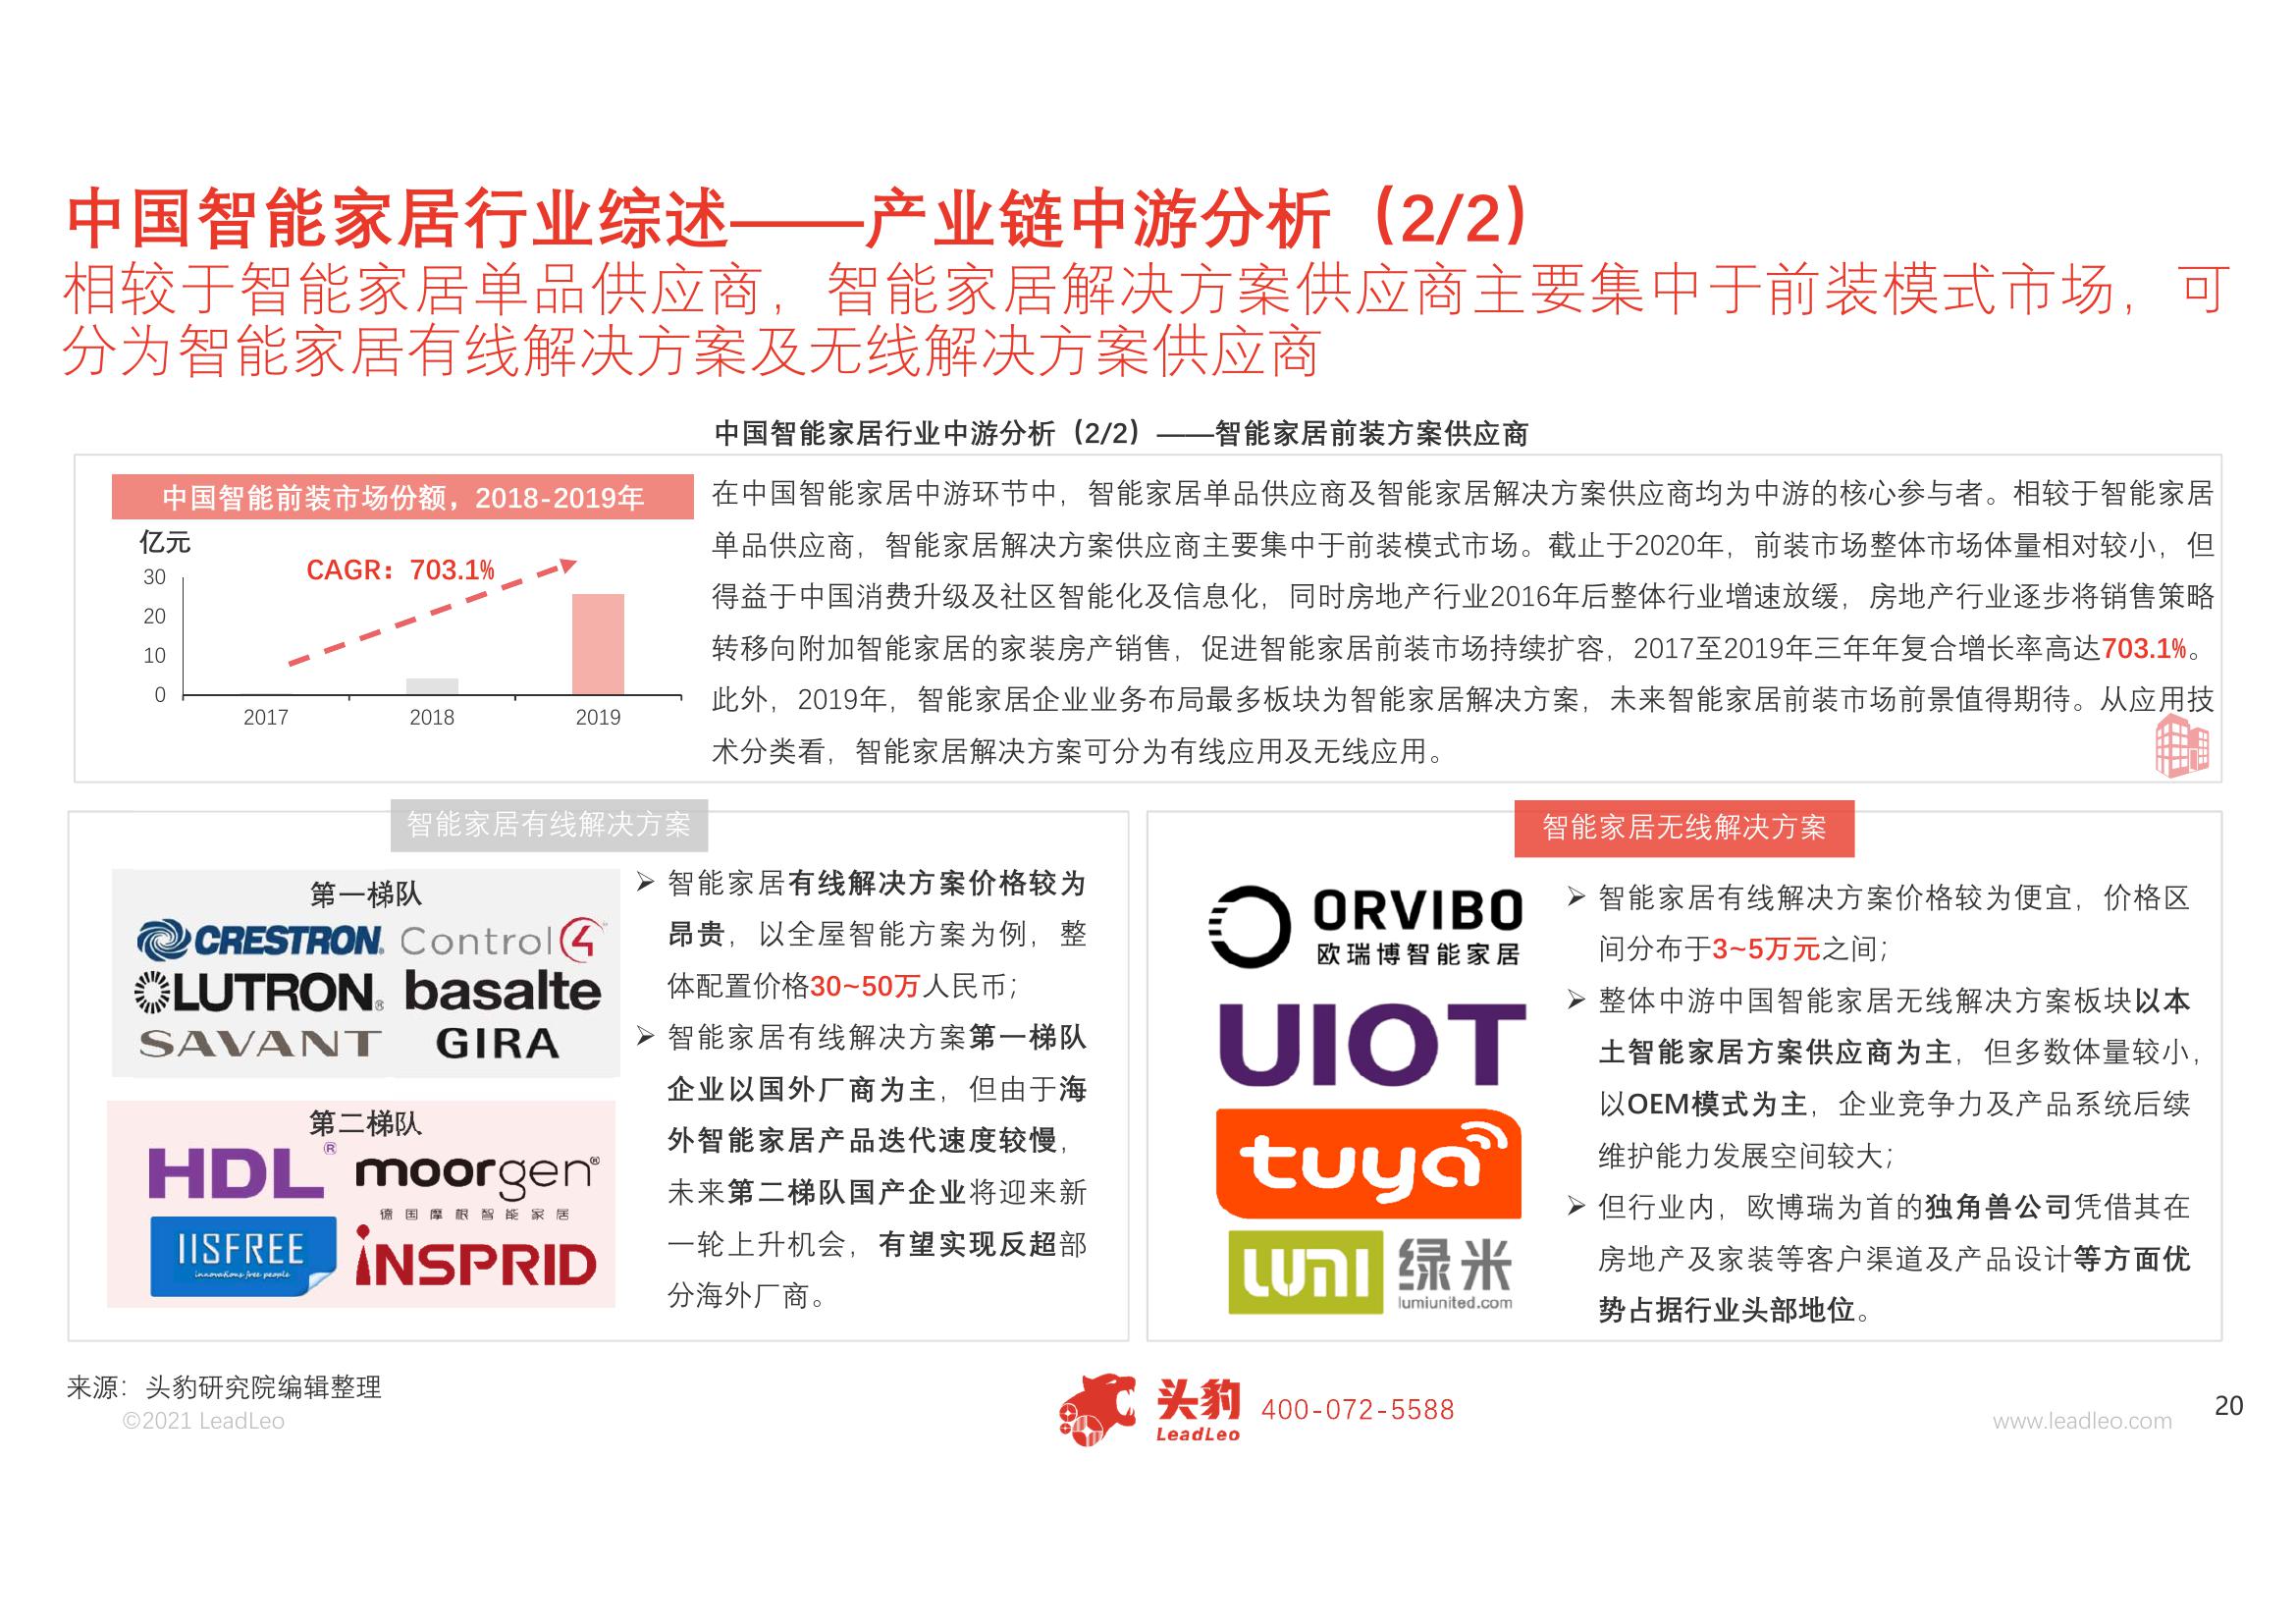 中国智能家居行业综述——产业链中游分析（2/2）
相较于智能家居单品供应商，智能家居解决方案供应商主要集中于前装模式市场，可
分为智能家居有线解决方案及无线解决方案供应商
中国智能家居行业中游分析（2/2）——智能家居前装方案供应商
中国智能前装市场份额，2018-2019年
亿元
CAGR：703.1%
30
20
10
0
2017
2018
2019
在中国智能家居中游环节中，智能家居单品供应商及智能家居解决方案供应商均为中游的核心参与者。相较于智能家居
单品供应商，智能家居解决方案供应商主要集中于前装模式市场。截止于2020年，前装市场整体市场体量相对较小，但
得益于中国消费升级及社区智能化及信息化，同时房地产行业2016年后整体行业增速放缓，房地产行业逐步将销售策略
转移向附加智能家居的家装房产销售，促进智能家居前装市场持续扩容，2017至2019年三年年复合增长率高达703.1%。
此外，2019年，智能家居企业业务布局最多板块为智能家居解决方案，未来智能家居前装市场前景值得期待。从应用技
术分类看，智能家居解决方案可分为有线应用及无线应用。
智能家居有线解决方案
第一梯队
CRESTRON.
Control4
LUTRON®
basalte
SAVANT
GIRA
第二梯队
HDL®
moorgen®
德国摩根智能家居
IISFREE
innovations free people
iNSPRID
➢ 智能家居有线解决方案价格较为
昂贵，以全屋智能方案为例，整
体配置价格30~50万人民币；
➢ 智能家居有线解决方案第一梯队
企业以国外厂商为主，但由于海
外智能家居产品迭代速度较慢，
未来第二梯队国产企业将迎来新
一轮上升机会，有望实现反超部
分海外厂商。
智能家居无线解决方案
ORVIBO
欧瑞博智能家居
UIOT
tuya
LUMI
绿米
lumiunited.com
➢ 智能家居有线解决方案价格较为便宜，价格区
间分布于3~5万元之间；
➢ 整体中游中国智能家居无线解决方案板块以本
土智能家居方案供应商为主，但多数体量较小，
以OEM模式为主，企业竞争力及产品系统后续
维护能力发展空间较大；
➢ 但行业内，欧博瑞为首的独角兽公司凭借其在
房地产及家装等客户渠道及产品设计等方面优
势占据行业头部地位。
来源：头豹研究院编辑整理
©2021 LeadLeo
头豹
LeadLeo
400-072-5588
www.leadleo.com
20